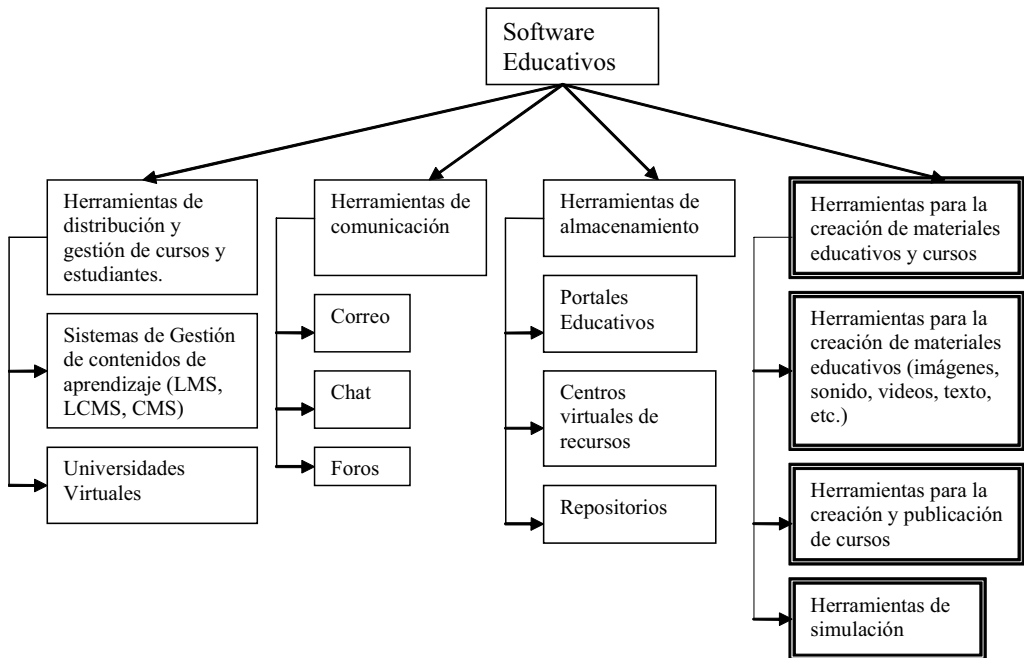 Software
Educativos
Herramientas de
distribución y
gestión de cursos y
estudiantes.
Sistemas de Gestión
de contenidos de
aprendizaje (LMS,
LCMS, CMS)
Universidades
Virtuales
Herramientas de
comunicación
Correo
Chat
Foros
Herramientas de
almacenamiento
Portales
Educativos
Centros
virtuales de
recursos
Repositorios
Herramientas para la
creación de materiales
educativos y cursos
Herramientas para la
creación de materiales
educativos (imágenes,
sonido, videos, texto,
etc.)
Herramientas para la
creación y publicación
de cursos
Herramientas de
simulación